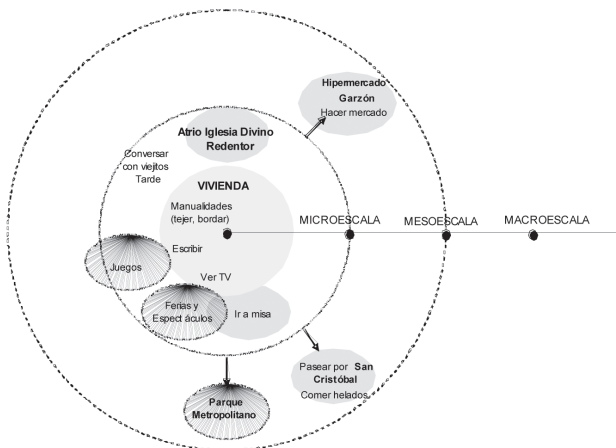 Hipermercado
Garzón
Hacer mercado
Atrio Iglesia Divino
Redentor
Conversar
con viejitos
Tarde
VIVIENDA
Manualidades
(tejer, bordar)
MICROESCALA
MESOESCALA
MACROESCALA
Escribir
Juegos
Ver TV
Ferias y
Espect áculos
Ir a misa
Pasear por San
Cristóbal
Comer helados
Parque
Metropolitano